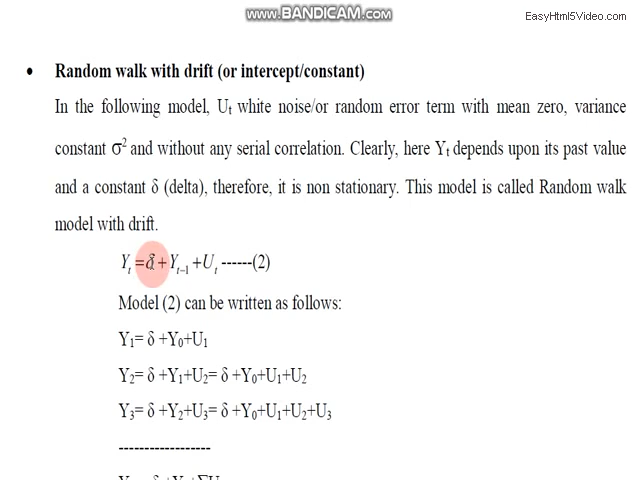 www.BANDICAM.com
EasyHtml5Video.com
• Random walk with drift (or intercept/constant)
In the following model, Uₜ white noise/or random error term with mean zero, variance
constant σ² and without any serial correlation. Clearly, here Yₜ depends upon its past value
and a constant δ (delta), therefore, it is non stationary. This model is called Random walk
model with drift.
Yₜ =δ+Yₜ₋₁ +Uₜ ------(2)
Model (2) can be written as follows:
Y₁= δ +Y₀+U₁
Y₂= δ +Y₁+U₂= δ +Y₀+U₁+U₂
Y₃= δ +Y₂+U₃= δ +Y₀+U₁+U₂+U₃
------------------